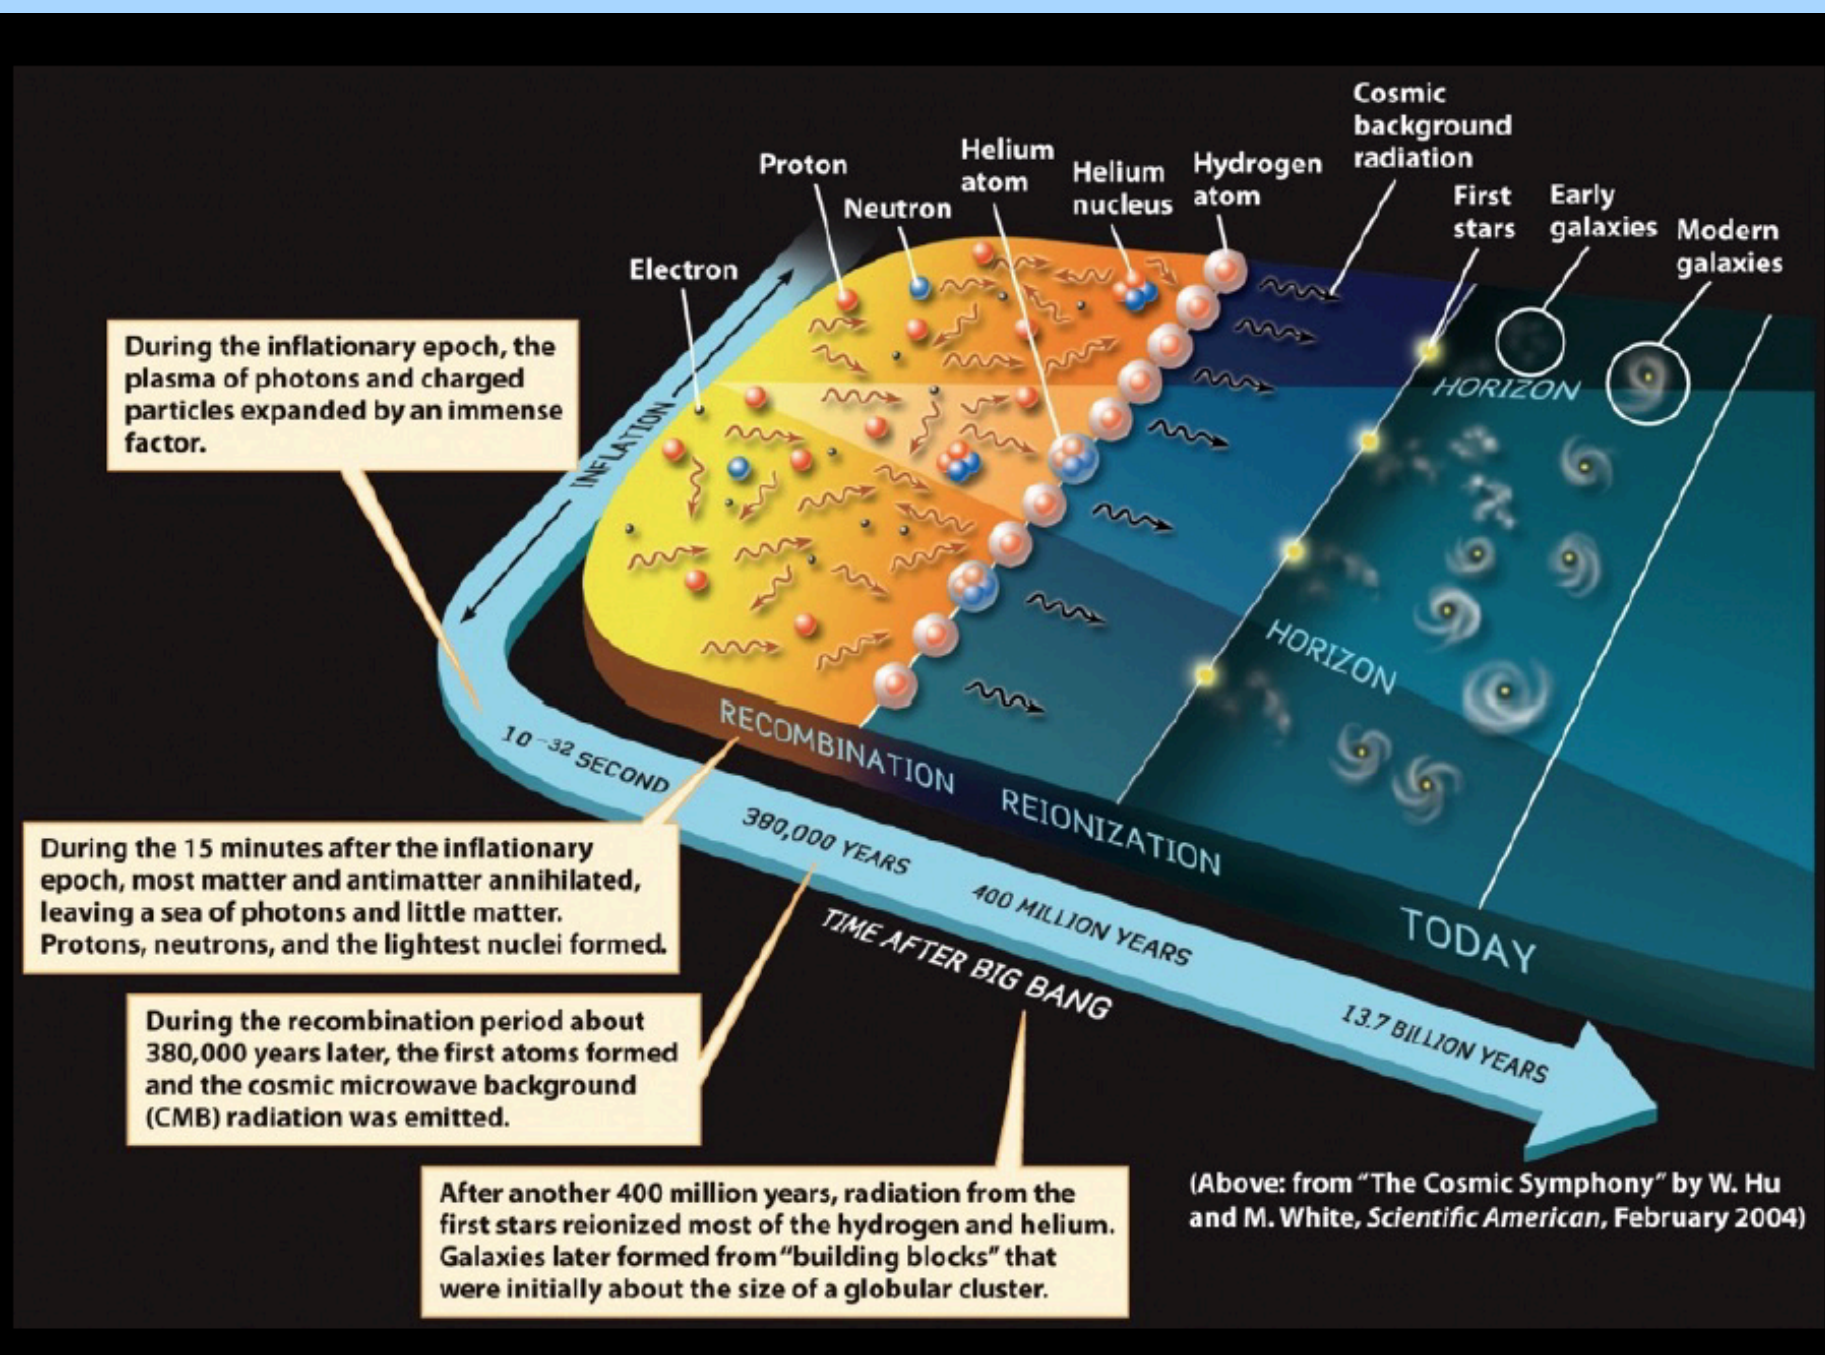 Cosmic
background
radiation
Proton
Neutron
Helium
atom
Helium
nucleus
Hydrogen
atom
First
stars
Early
galaxies
Modern
galaxies
Electron
During the inflationary epoch, the
plasma of photons and charged
particles expanded by an immense
factor.
INFLATION
HORIZON
HORIZON
RECOMBINATION
REIONIZATION
TODAY
10⁻³² SECOND
380,000 YEARS
400 MILLION YEARS
13.7 BILLION YEARS
TIME AFTER BIG BANG
During the 15 minutes after the inflationary
epoch, most matter and antimatter annihilated,
leaving a sea of photons and little matter.
Protons, neutrons, and the lightest nuclei formed.
During the recombination period about
380,000 years later, the first atoms formed
and the cosmic microwave background
(CMB) radiation was emitted.
After another 400 million years, radiation from the
first stars reionized most of the hydrogen and helium.
Galaxies later formed from “building blocks” that
were initially about the size of a globular cluster.
(Above: from “The Cosmic Symphony” by W. Hu
and M. White, Scientific American, February 2004)